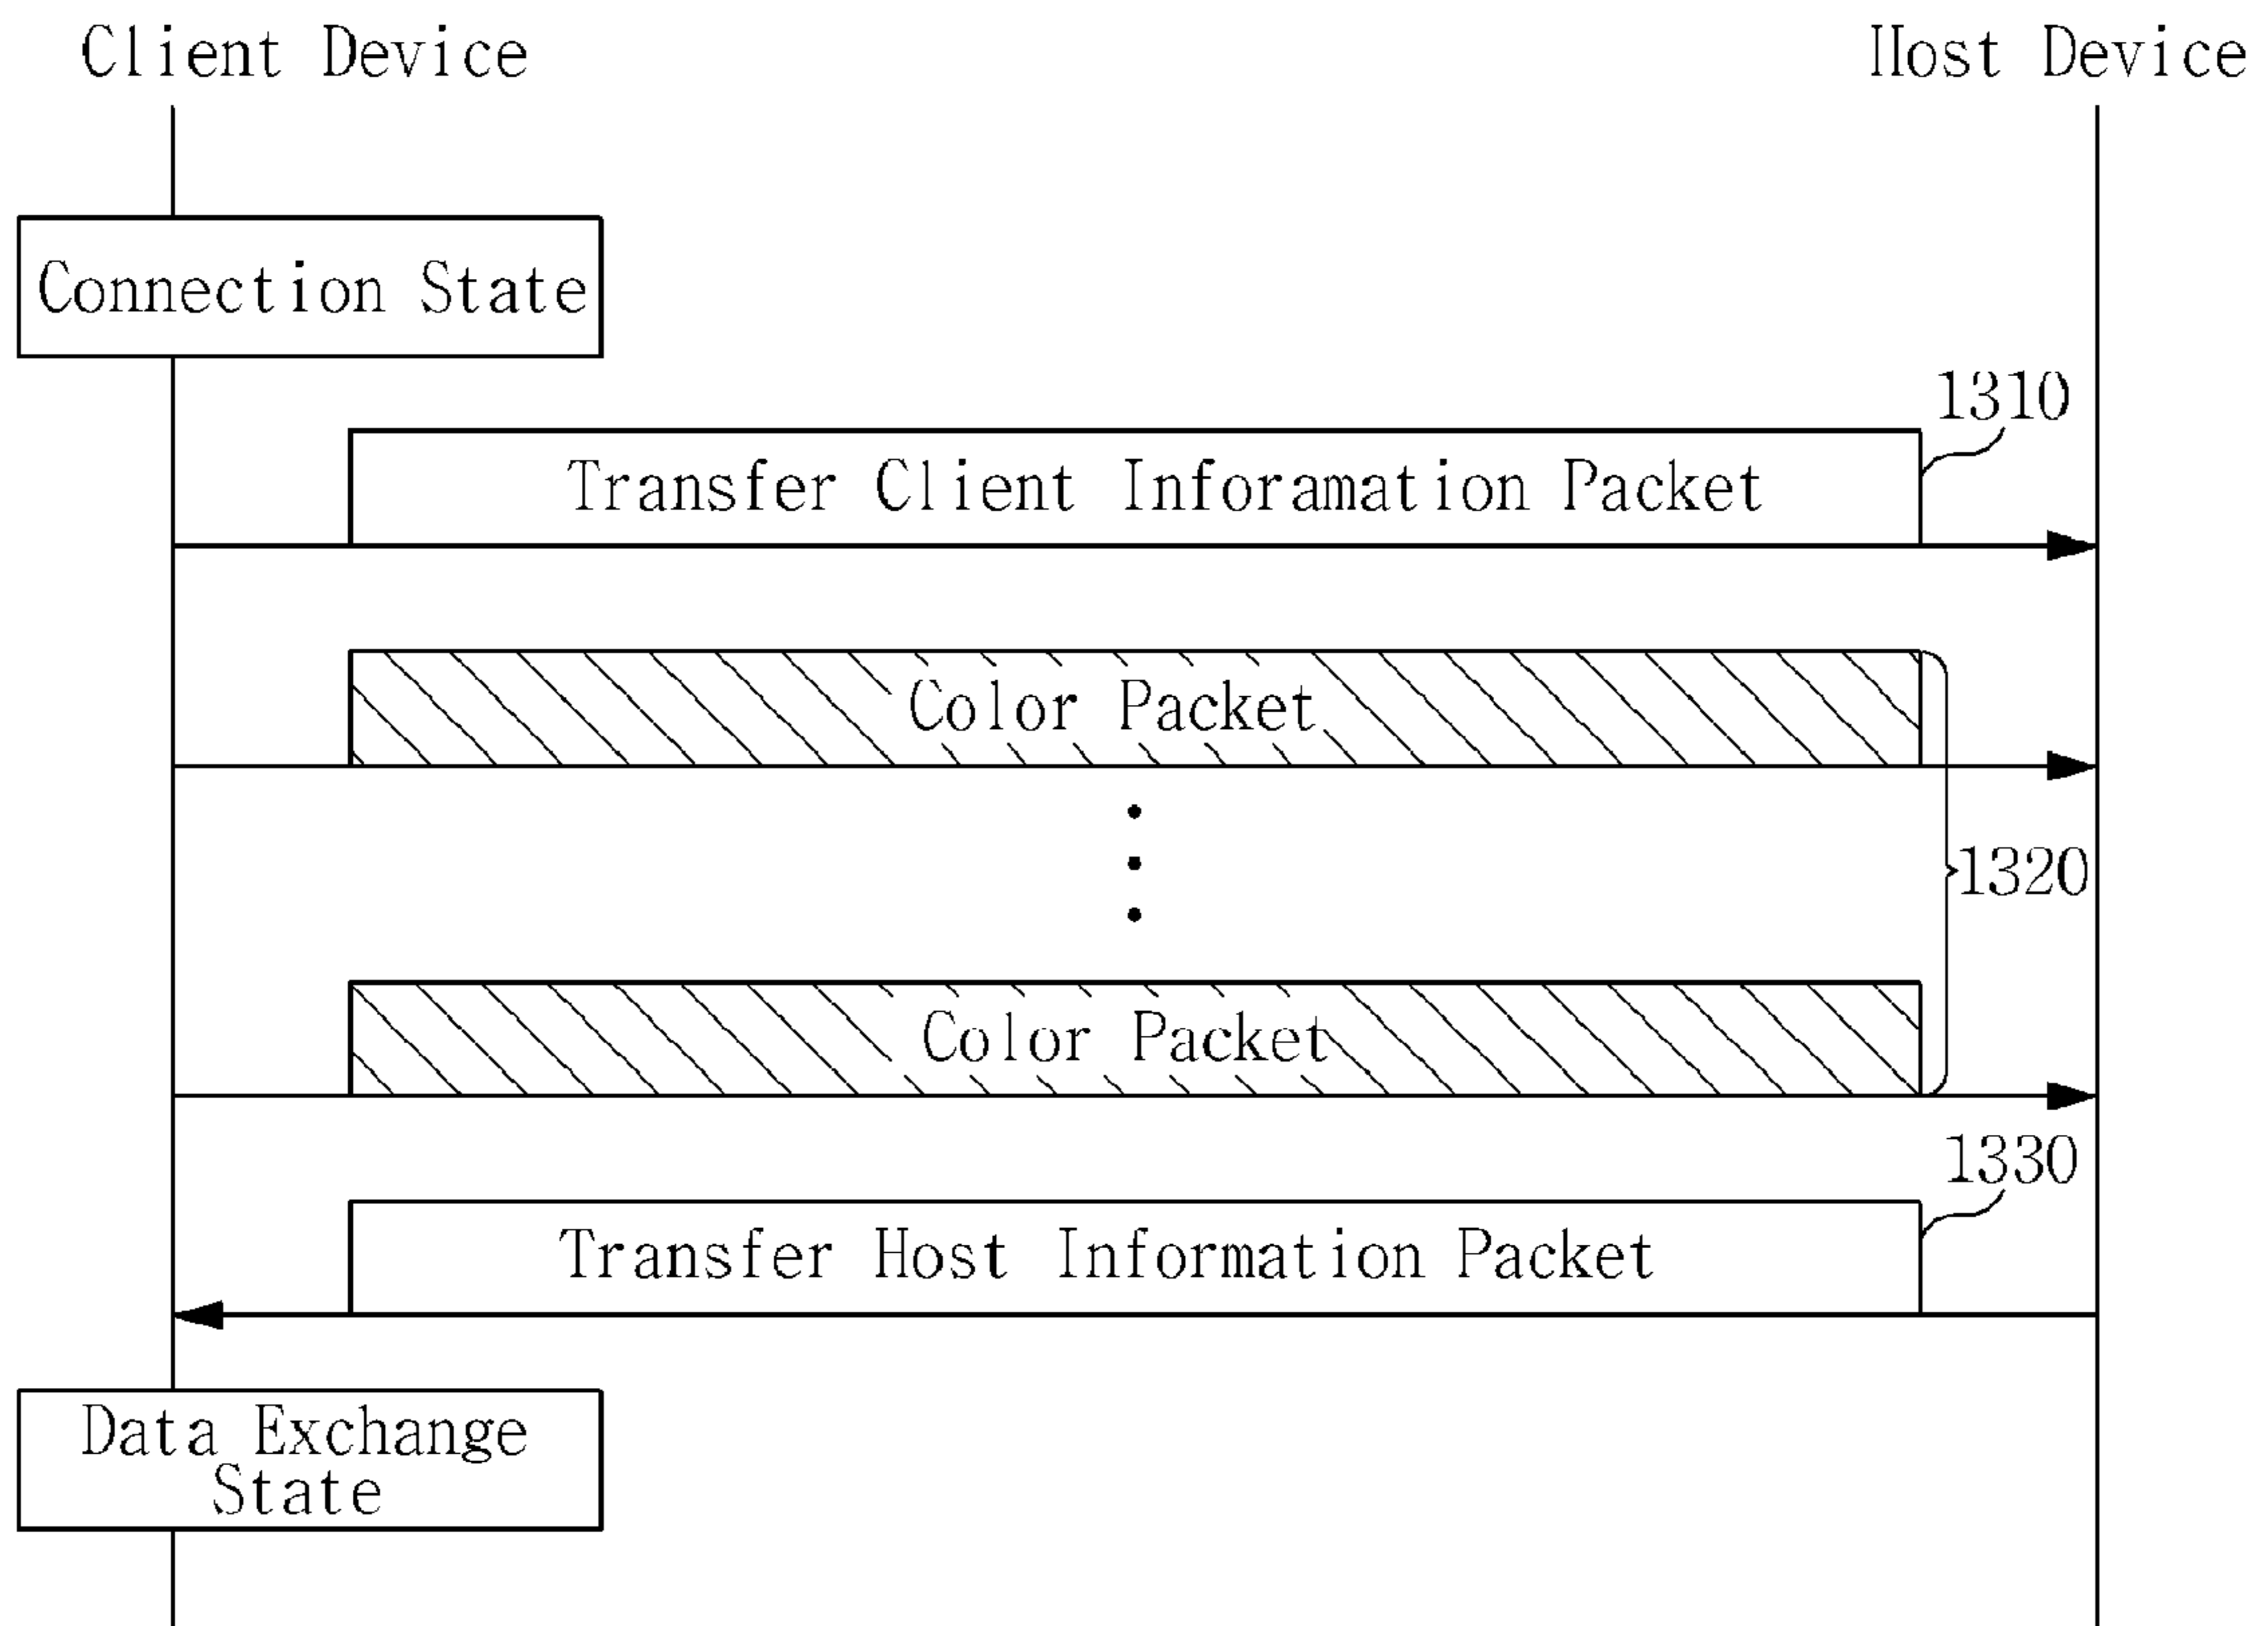 Client Device
Host Device
Connection State
1310
Transfer Client Inforamation Packet
Color Packet
1320
Color Packet
1330
Transfer Host Information Packet
Data Exchange
State